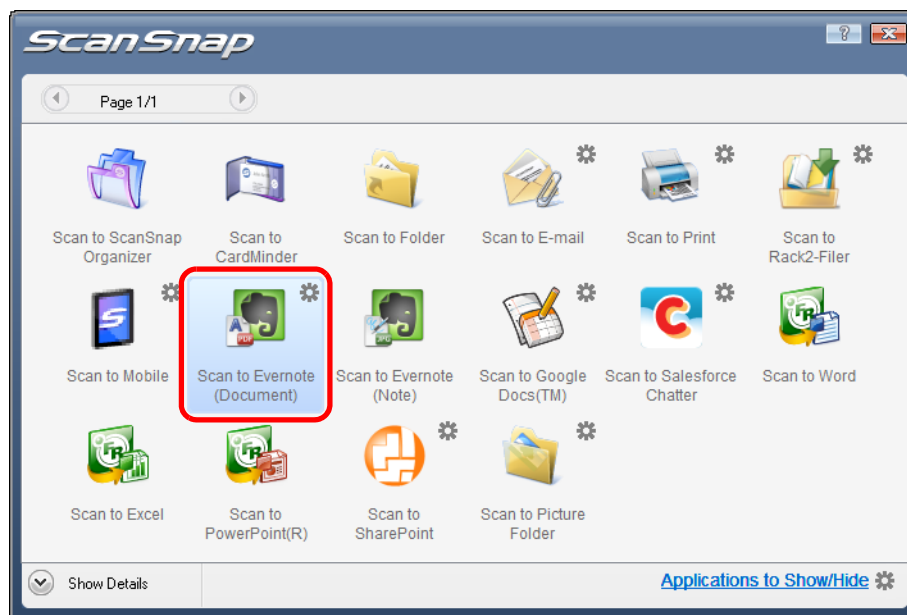 ScanSnap
?
Page 1/1
Scan to ScanSnap
Organizer
Scan to
CardMinder
Scan to Folder
Scan to E-mail
Scan to Print
Scan to
Rack2-Filer
Scan to Mobile
Scan to Evernote
(Document)
Scan to Evernote
(Note)
Scan to Google
Docs(TM)
Scan to Salesforce
Chatter
Scan to Word
Scan to Excel
Scan to
PowerPoint(R)
Scan to
SharePoint
Scan to Picture
Folder
Show Details
Applications to Show/Hide